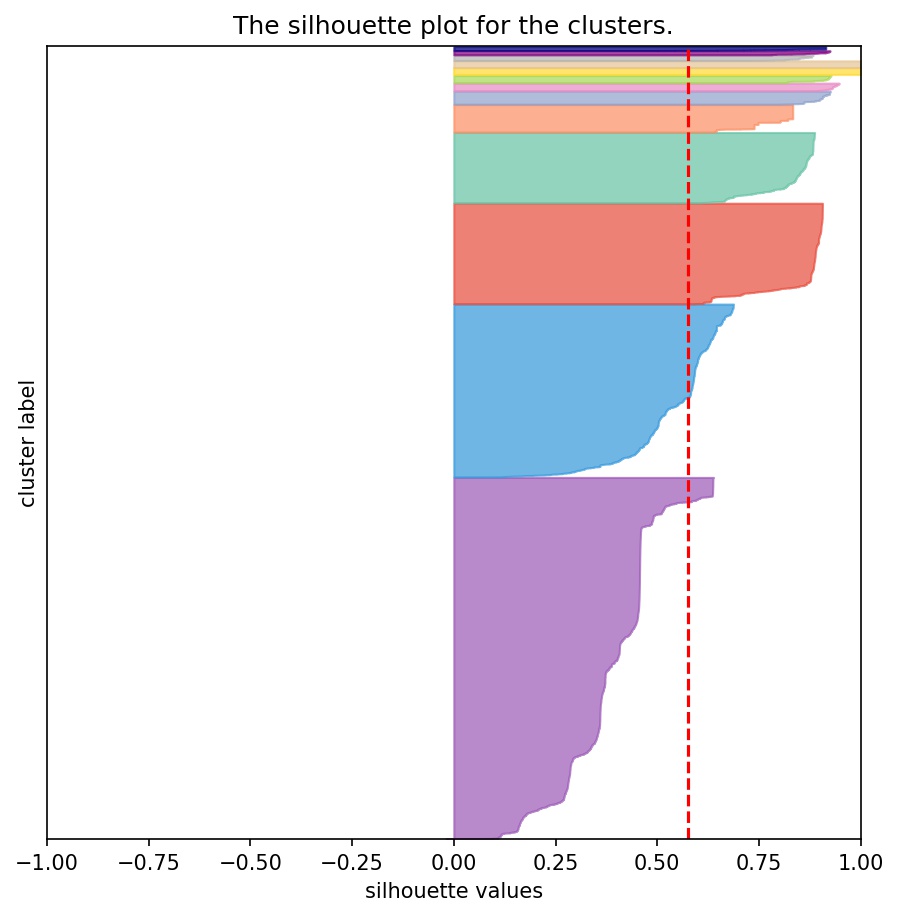 The silhouette plot for the clusters.
cluster label
−1.00 −0.75 −0.50 −0.25 0.00 0.25 0.50 0.75 1.00
silhouette values